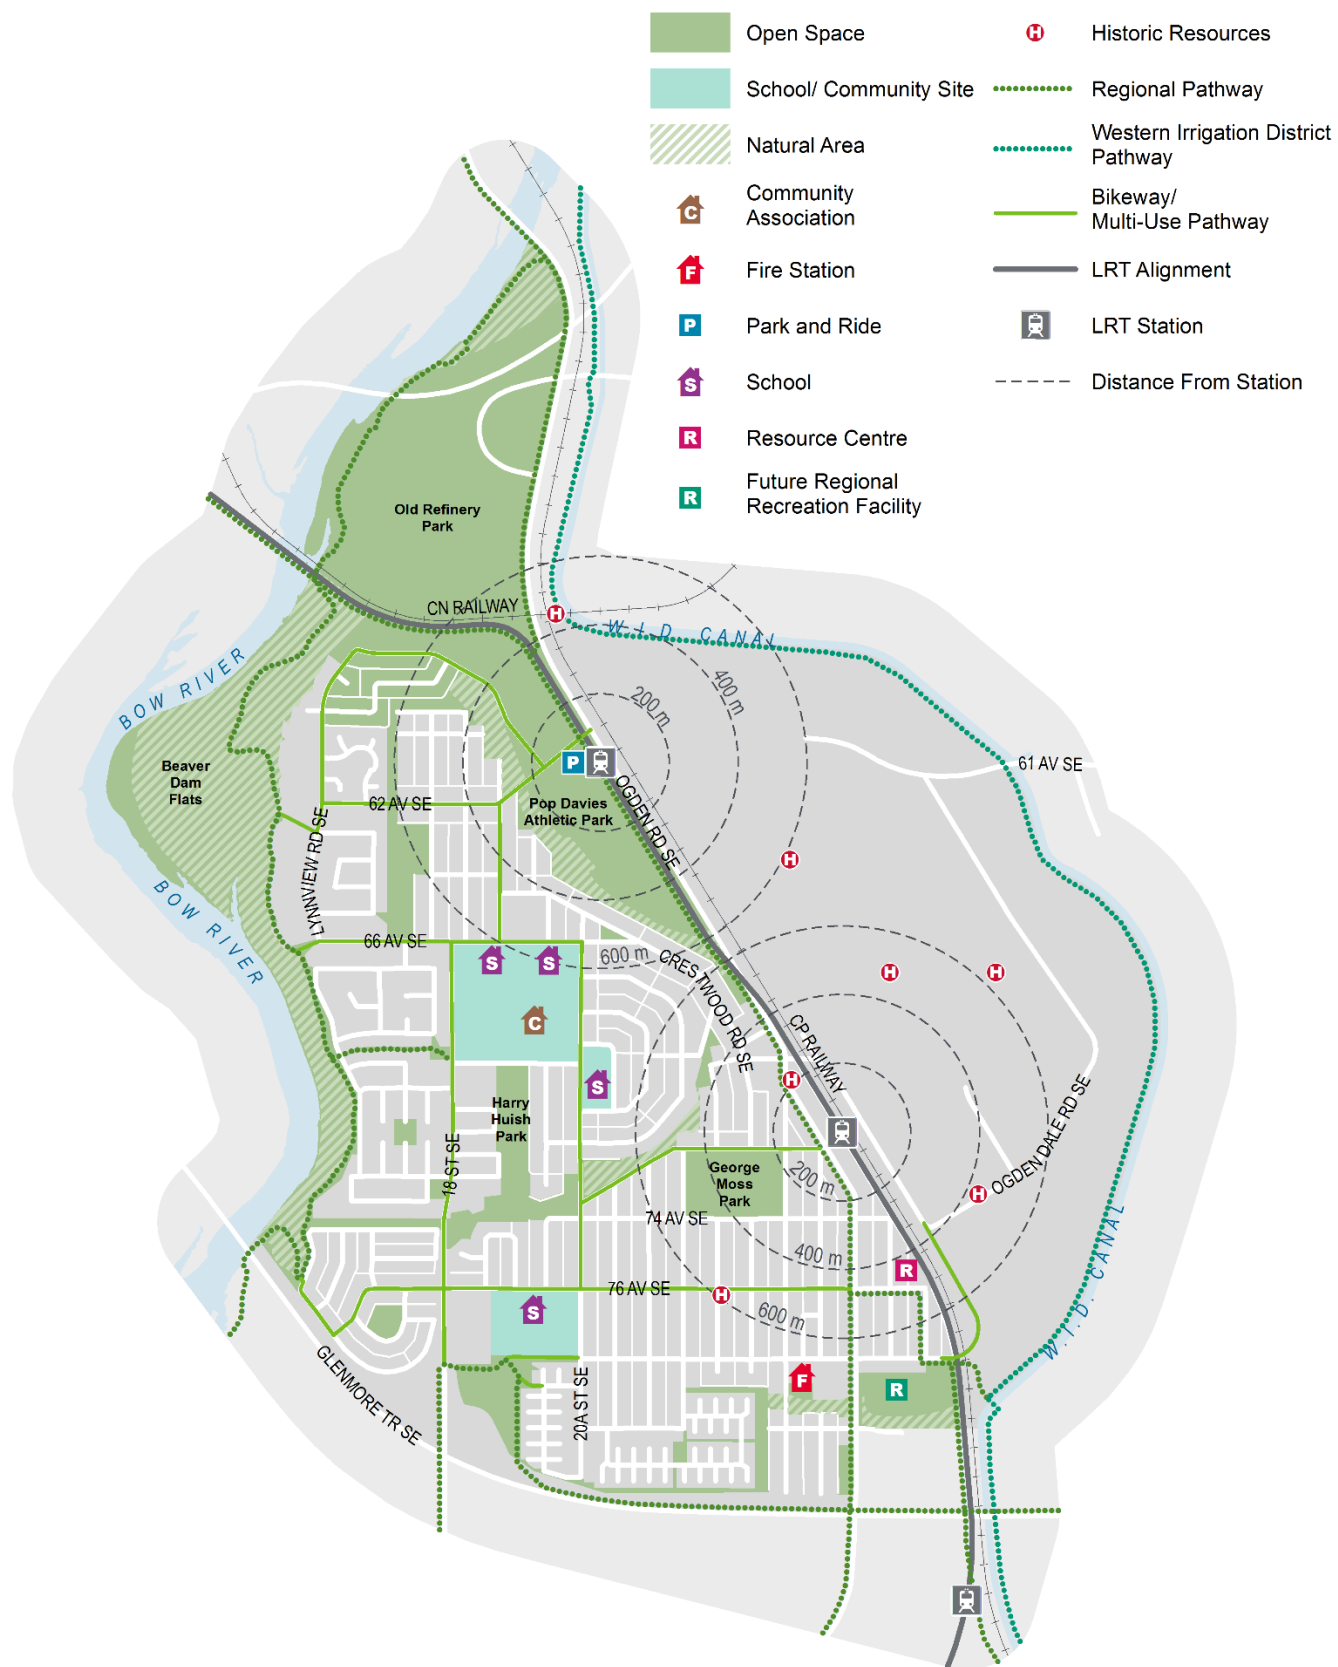 Open Space
School/ Community Site
Natural Area
C
Community
Association
F
Fire Station
P
Park and Ride
S
School
R
Resource Centre
R
Future Regional
Recreation Facility
H
Historic Resources
Regional Pathway
Western Irrigation District
Pathway
Bikeway/
Multi-Use Pathway
LRT Alignment
LRT Station
Distance From Station
Old Refinery
Park
CN RAILWAY
H
W.I.D. CANAL
BOW RIVER
200 m
400 m
Beaver
Dam
Flats
P
61 AV SE
62 AV SE
Pop Davies
Athletic Park
OGDEN RD SE
LYNNVIEW RD SE
H
BOW RIVER
66 AV SE
600 m
S
S
CRESTWOOD RD SE
H
H
C
CP RAILWAY
S
H
Harry
Huish
Park
18 ST SE
George
Moss
Park
200 m
H
OGDEN DALE RD SE
74 AV SE
400 m
R
W.I.D. CANAL
76 AV SE
H
S
600 m
GLENMORE TR SE
20A ST SE
F
R